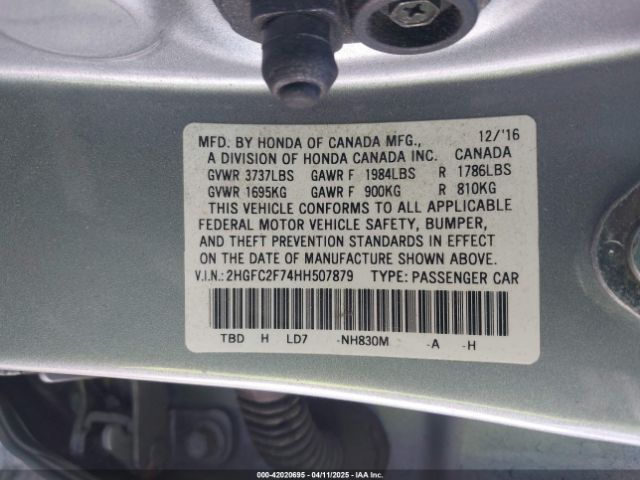 MFD. BY HONDA OF CANADA MFG., 12/'16
A DIVISION OF HONDA CANADA INC. CANADA
GVWR 3737LBS GAWR F 1984LBS R 1786LBS
GVWR 1695KG GAWR F 900KG R 810KG
THIS VEHICLE CONFORMS TO ALL APPLICABLE
FEDERAL MOTOR VEHICLE SAFETY, BUMPER,
AND THEFT PREVENTION STANDARDS IN EFFECT
ON THE DATE OF MANUFACTURE SHOWN ABOVE.
V.I.N.: 2HGFC2F74HH507879 TYPE: PASSENGER CAR
TBD H LD7 -NH830M -A -H
000-42020695 - 04/11/2025 - IAA Inc.